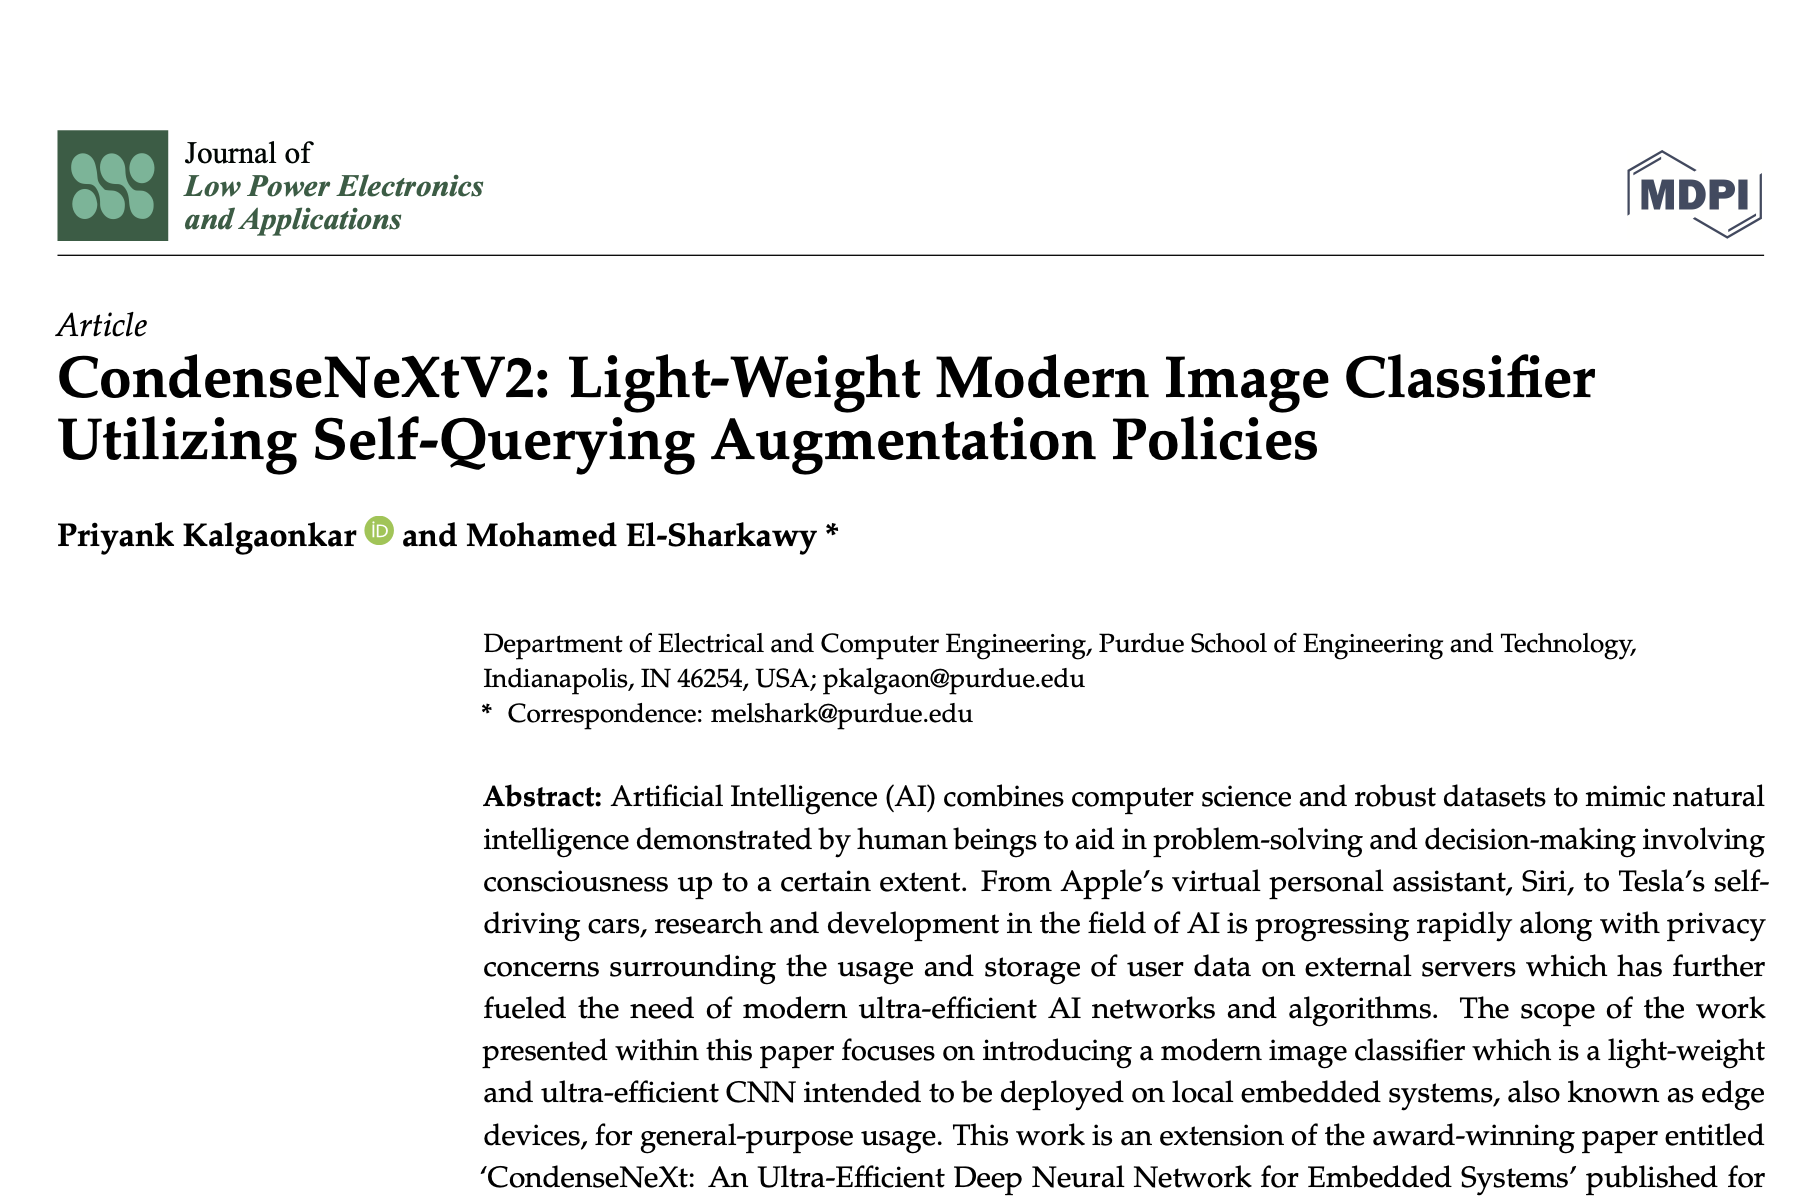 Journal of
Low Power Electronics
and Applications
MDPI
Article
CondenseNeXtV2: Light-Weight Modern Image Classifier
Utilizing Self-Querying Augmentation Policies
Priyank Kalgaonkar iD and Mohamed El-Sharkawy *
Department of Electrical and Computer Engineering, Purdue School of Engineering and Technology,
Indianapolis, IN 46254, USA; pkalgaon@purdue.edu
* Correspondence: melshark@purdue.edu
Abstract: Artificial Intelligence (AI) combines computer science and robust datasets to mimic natural
intelligence demonstrated by human beings to aid in problem-solving and decision-making involving
consciousness up to a certain extent. From Apple’s virtual personal assistant, Siri, to Tesla’s self-
driving cars, research and development in the field of AI is progressing rapidly along with privacy
concerns surrounding the usage and storage of user data on external servers which has further
fueled the need of modern ultra-efficient AI networks and algorithms. The scope of the work
presented within this paper focuses on introducing a modern image classifier which is a light-weight
and ultra-efficient CNN intended to be deployed on local embedded systems, also known as edge
devices, for general-purpose usage. This work is an extension of the award-winning paper entitled
‘CondenseNeXt: An Ultra-Efficient Deep Neural Network for Embedded Systems’ published for